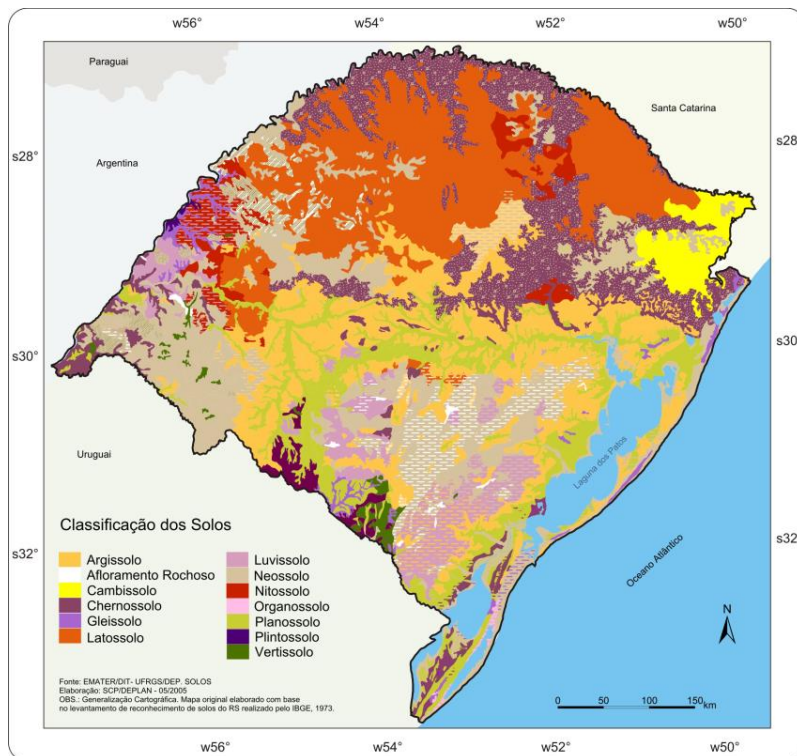 w56° w54° w52° w50°
Paraguai
Santa Catarina
s28° s28°
Argentina
s30° s30°
Uruguai
Laguna dos Patos
Oceano Atlântico
s32° s32°
Classificação dos Solos
Argissolo
Afloramento Rochoso
Cambissolo
Chernossolo
Gleissolo
Latossolo
Luvissolo
Neossolo
Nitossolo
Organossolo
Planossolo
Plintossolo
Vertissolo
N
Fonte: EMATER/DIT- UFRGS/DEP. SOLOS
Elaboração: SCP/DEPLAN - 05/2005
OBS.: Generalização Cartográfica. Mapa original elaborado com base
no levantamento de reconhecimento de solos do RS realizado pelo IBGE, 1973.
0 50 100 150
km
w56° w54° w52° w50°